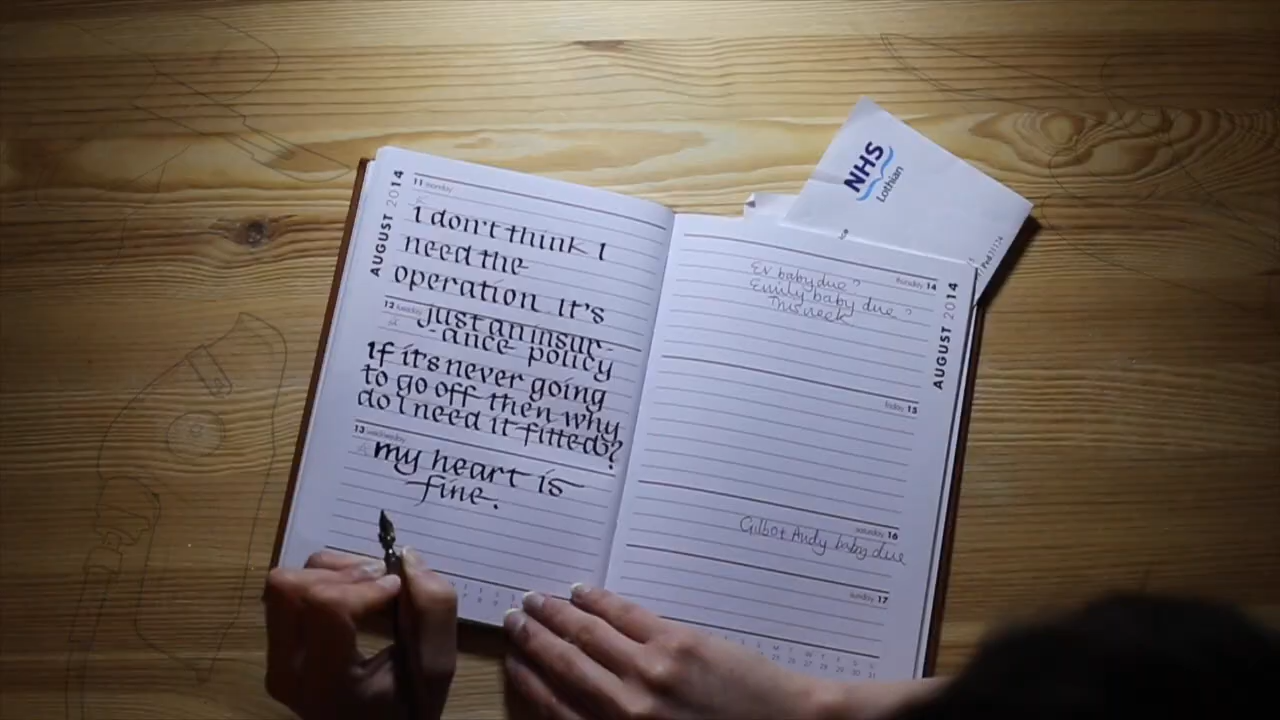 AUGUST 2014
11 monday
I don't think I
need the
operation It's
12 tuesday
just an insur-
-ance policy
If it's never going
to go off then why
do I need it fitted?
13 wednesday
my heart is
fine.
NHS
Lothian
thursday 14
baby due?
Emily baby due?
This week
AUGUST 2014
friday 15
saturday 16
Andy baby due
sunday 17